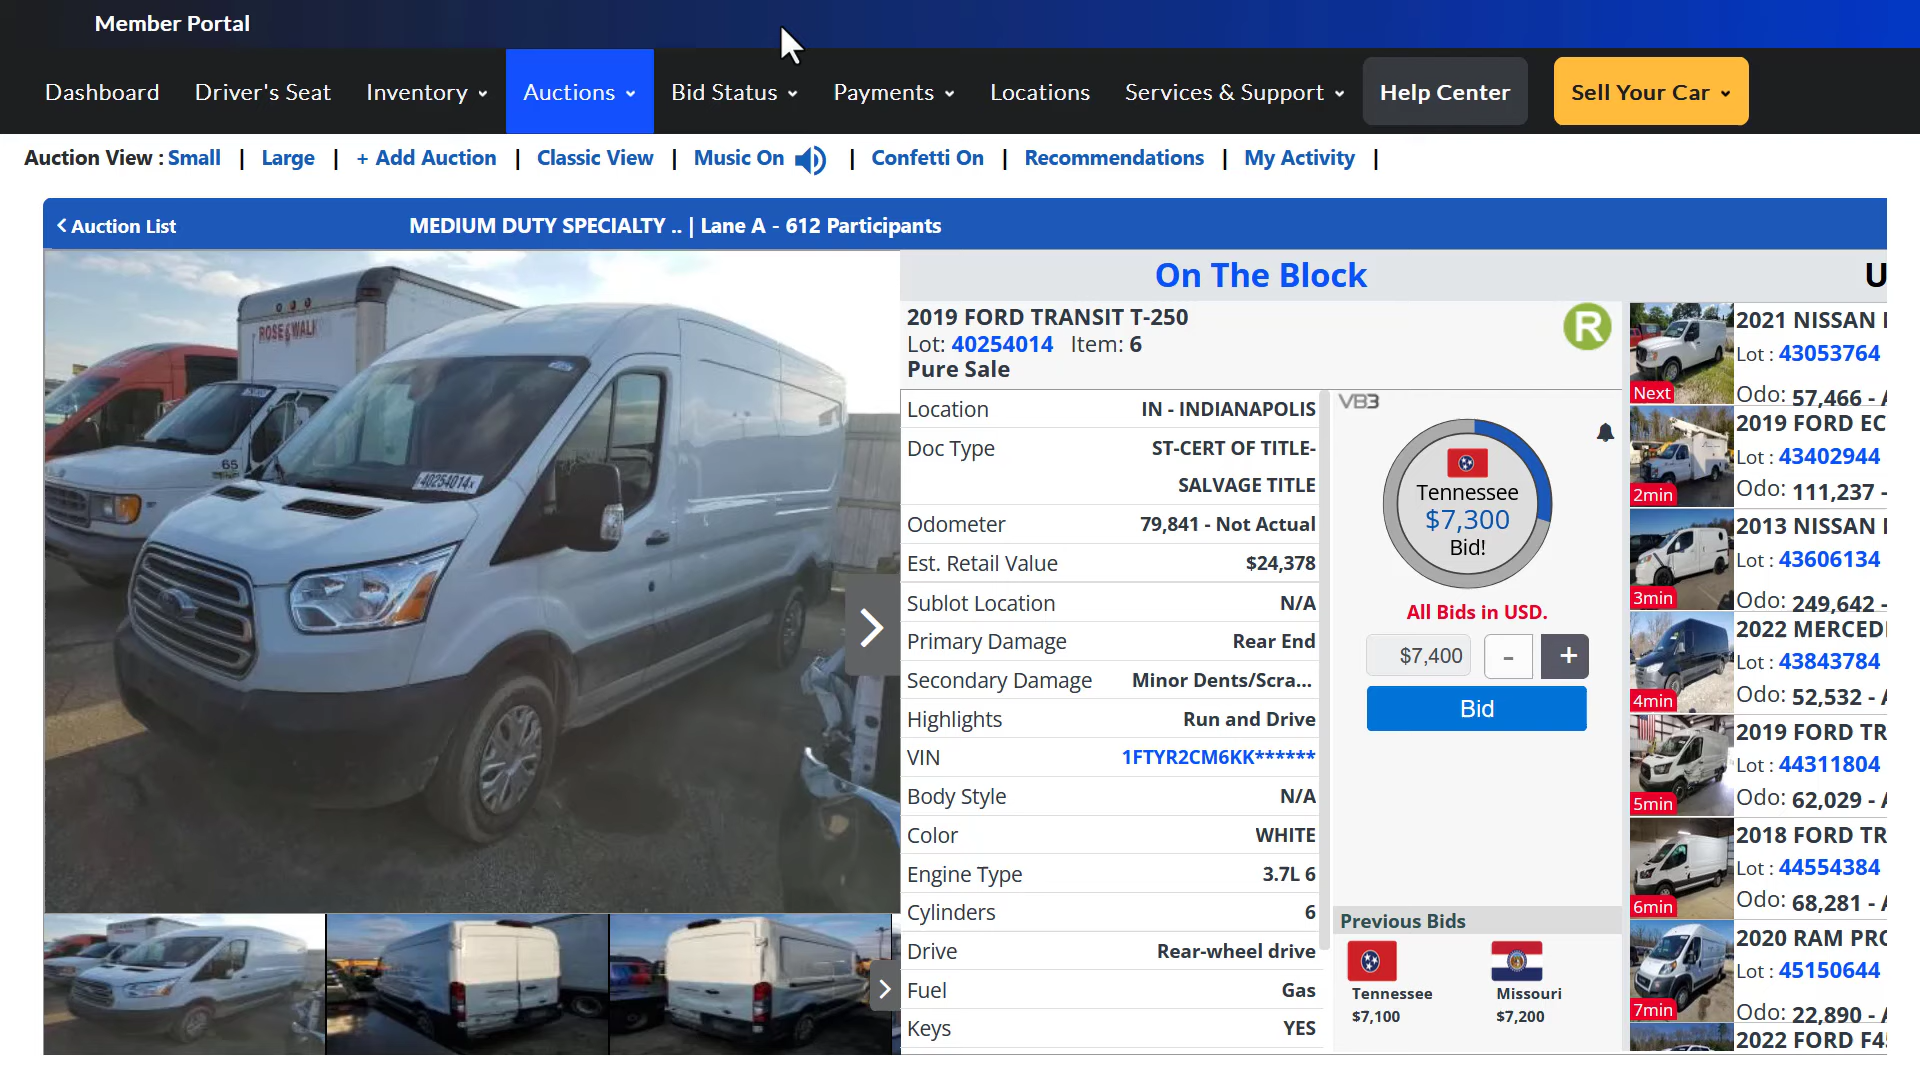 Member Portal
Dashboard Driver's Seat Inventory Auctions Bid Status Payments Locations Services & Support Help Center Sell Your Car
Auction View : Small | Large | + Add Auction | Classic View | Music On | Confetti On | Recommendations | My Activity |
Auction List MEDIUM DUTY SPECIALTY .. | Lane A - 612 Participants
On The Block U
2019 FORD TRANSIT T-250
Lot: 40254014 Item: 6
Pure Sale
R
Location IN - INDIANAPOLIS
Doc Type ST-CERT OF TITLE-
SALVAGE TITLE
Odometer 79,841 - Not Actual
Est. Retail Value $24,378
Sublot Location N/A
Primary Damage Rear End
Secondary Damage Minor Dents/Scra...
Highlights Run and Drive
VIN 1FTYR2CM6KK******
Body Style N/A
Color WHITE
Engine Type 3.7L 6
Cylinders 6
Drive Rear-wheel drive
Fuel Gas
Keys YES
VB3
Tennessee
$7,300
Bid!
All Bids in USD.
$7,400 - +
Bid
Previous Bids
Tennessee
$7,100
Missouri
$7,200
2021 NISSAN
Lot : 43053764
Odo: 57,466 - A
Next
2019 FORD EC
Lot : 43402944
Odo: 111,237 -
2min
2013 NISSAN
Lot : 43606134
Odo: 249,642 -
3min
2022 MERCED
Lot : 43843784
Odo: 52,532 - A
4min
2019 FORD TR
Lot : 44311804
Odo: 62,029 - A
5min
2018 FORD TR
Lot : 44554384
Odo: 68,281 - A
6min
2020 RAM PRO
Lot : 45150644
Odo: 22,890 - A
7min
2022 FORD F4
ROSE & WALK
65
40254014